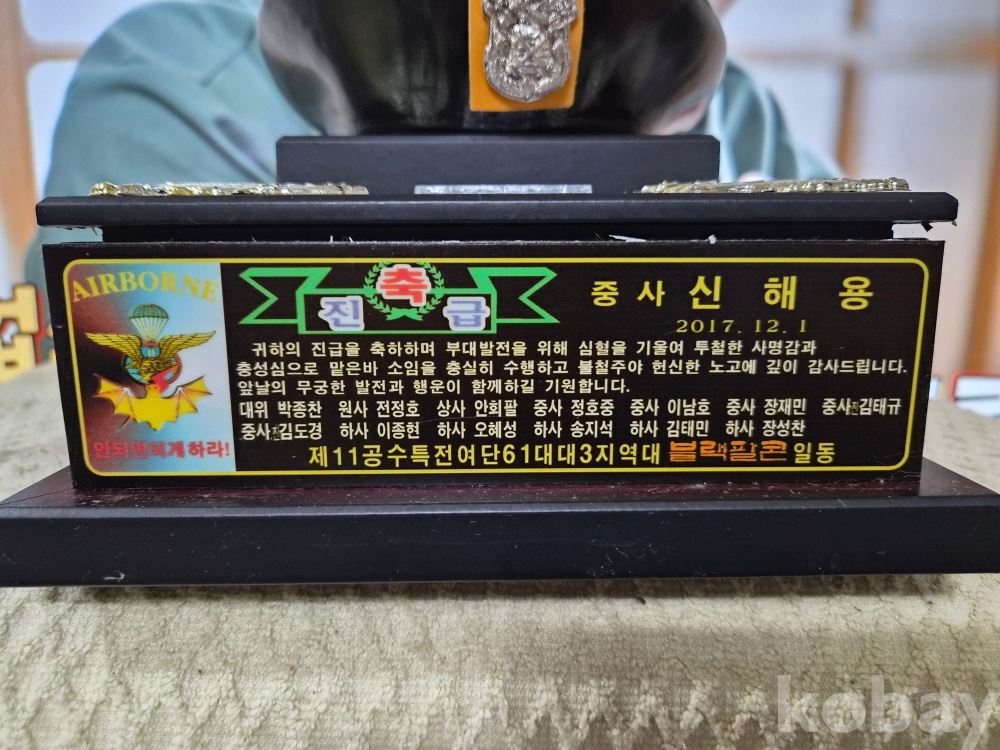 AIRBORNE
안되면 되게 하라!
축
진 급
중사 신 해 용
2017. 12. 1
귀하의 진급을 축하하며 부대발전을 위해 심혈을 기울여 투철한 사명감과
충성심으로 맡은바 소임을 충실히 수행하고 불철주야 헌신한 노고에 깊이 감사드립니다.
앞날의 무궁한 발전과 행운이 함께하길 기원합니다.
대위 박종찬 원사 전정호 상사 안회팔 중사 정호중 중사 이남호 중사 장재민 중사(진)김태규
중사(진)김도경 하사 이종현 하사 오혜성 하사 송지석 하사 김태민 하사 장성찬
제11공수특전여단61대대3지역대 블랙팔콘 일동
kobay